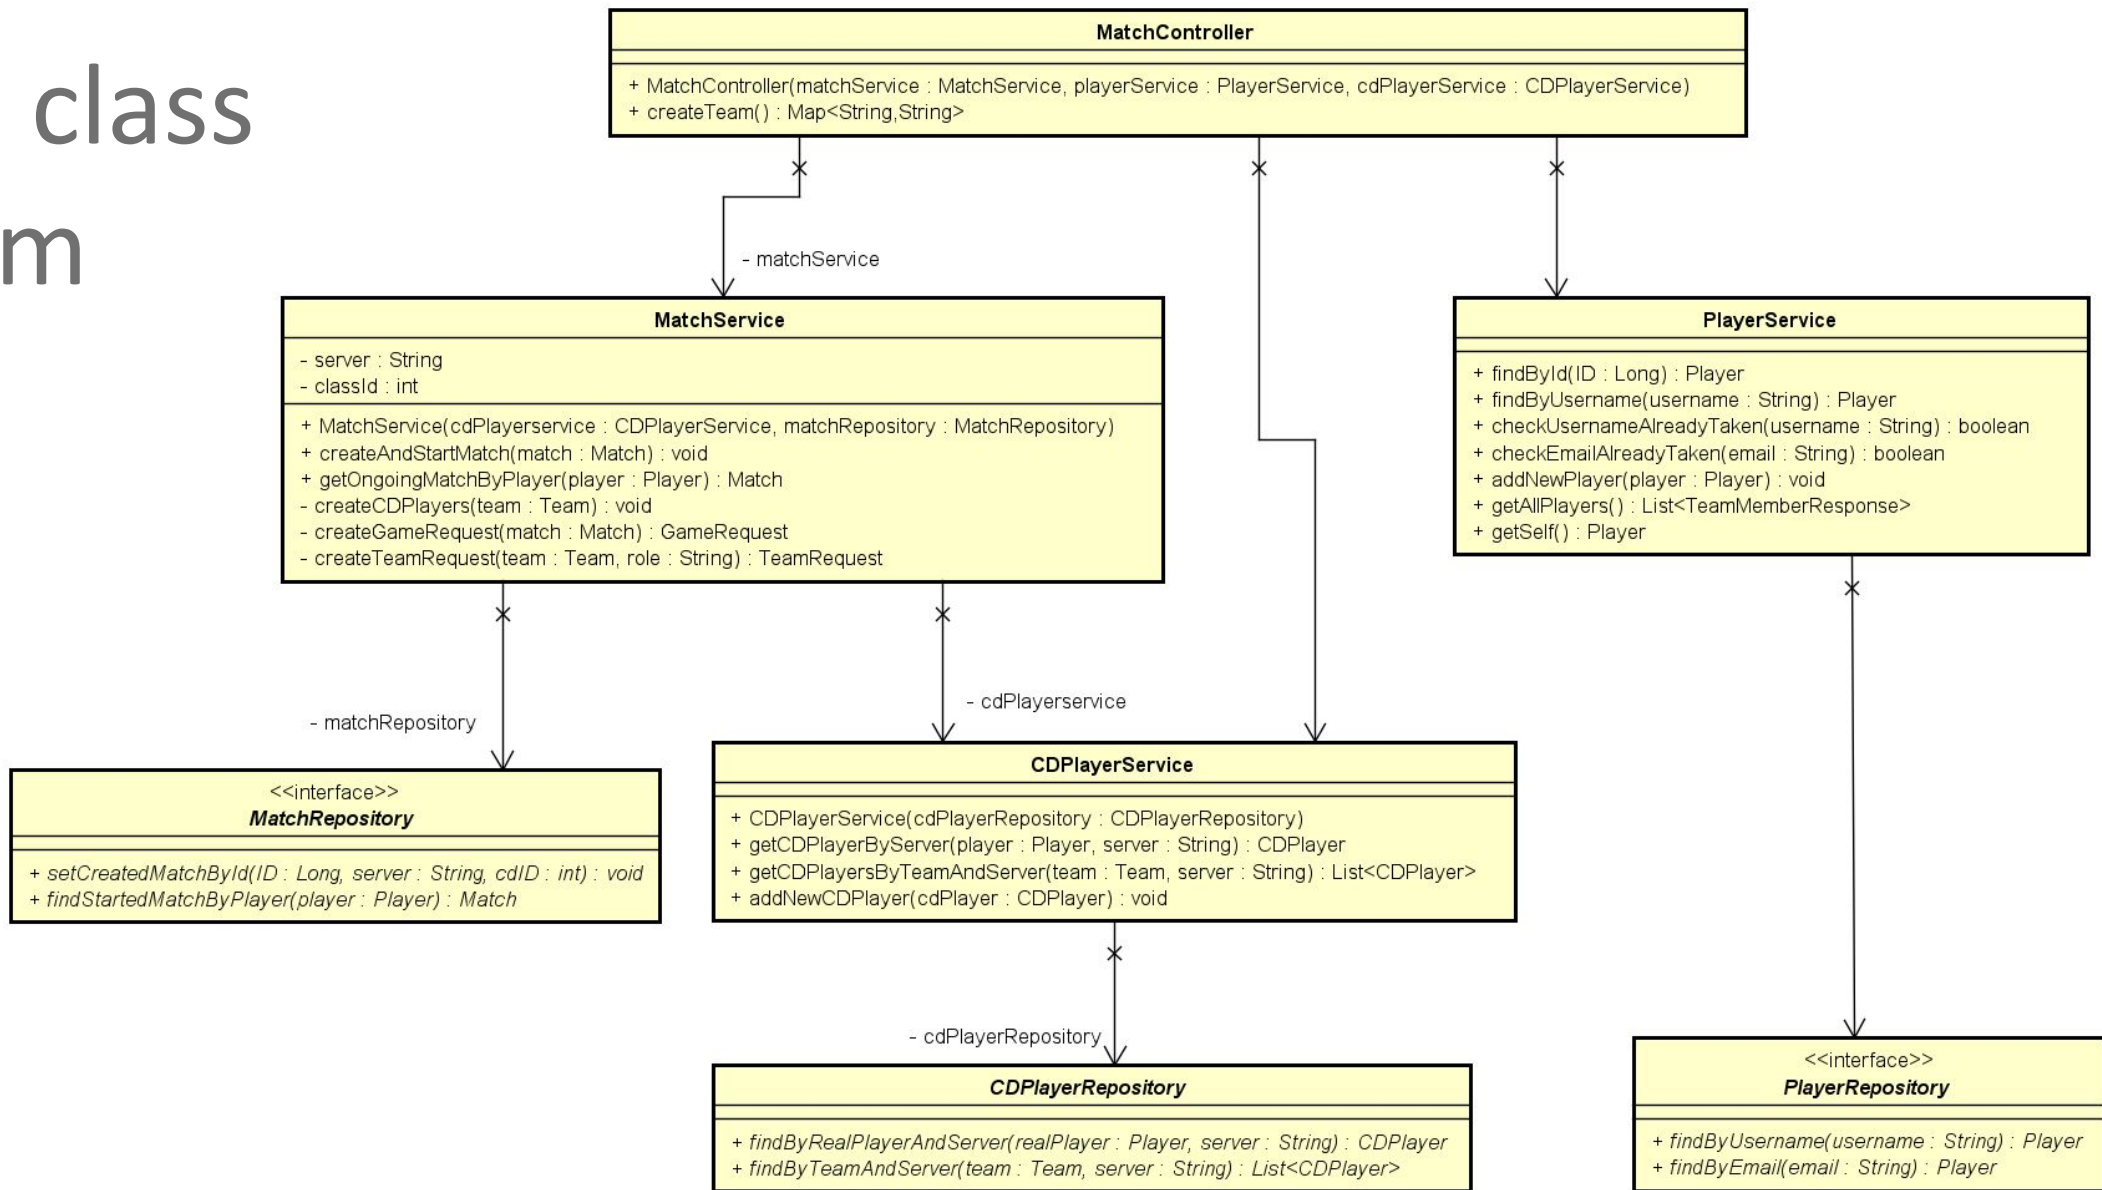 class
m
MatchController
+ MatchController(matchService : MatchService, playerService : PlayerService, cdPlayerService : CDPlayerService)
+ createTeam() : Map<String,String>
- matchService
MatchService
- server : String
- classId : int
+ MatchService(cdPlayerservice : CDPlayerService, matchRepository : MatchRepository)
+ createAndStartMatch(match : Match) : void
+ getOngoingMatchByPlayer(player : Player) : Match
- createCDPlayers(team : Team) : void
- createGameRequest(match : Match) : GameRequest
- createTeamRequest(team : Team, role : String) : TeamRequest
PlayerService
+ findById(ID : Long) : Player
+ findByUsername(username : String) : Player
+ checkUsernameAlreadyTaken(username : String) : boolean
+ checkEmailAlreadyTaken(email : String) : boolean
+ addNewPlayer(player : Player) : void
+ getAllPlayers() : List<TeamMemberResponse>
+ getSelf() : Player
- matchRepository
- cdPlayerservice
<<interface>>
MatchRepository
+ setCreatedMatchById(ID : Long, server : String, cdID : int) : void
+ findStartedMatchByPlayer(player : Player) : Match
CDPlayerService
+ CDPlayerService(cdPlayerRepository : CDPlayerRepository)
+ getCDPlayerByServer(player : Player, server : String) : CDPlayer
+ getCDPlayersByTeamAndServer(team : Team, server : String) : List<CDPlayer>
+ addNewCDPlayer(cdPlayer : CDPlayer) : void
- cdPlayerRepository
CDPlayerRepository
+ findByRealPlayerAndServer(realPlayer : Player, server : String) : CDPlayer
+ findByTeamAndServer(team : Team, server : String) : List<CDPlayer>
<<interface>>
PlayerRepository
+ findByUsername(username : String) : Player
+ findByEmail(email : String) : Player